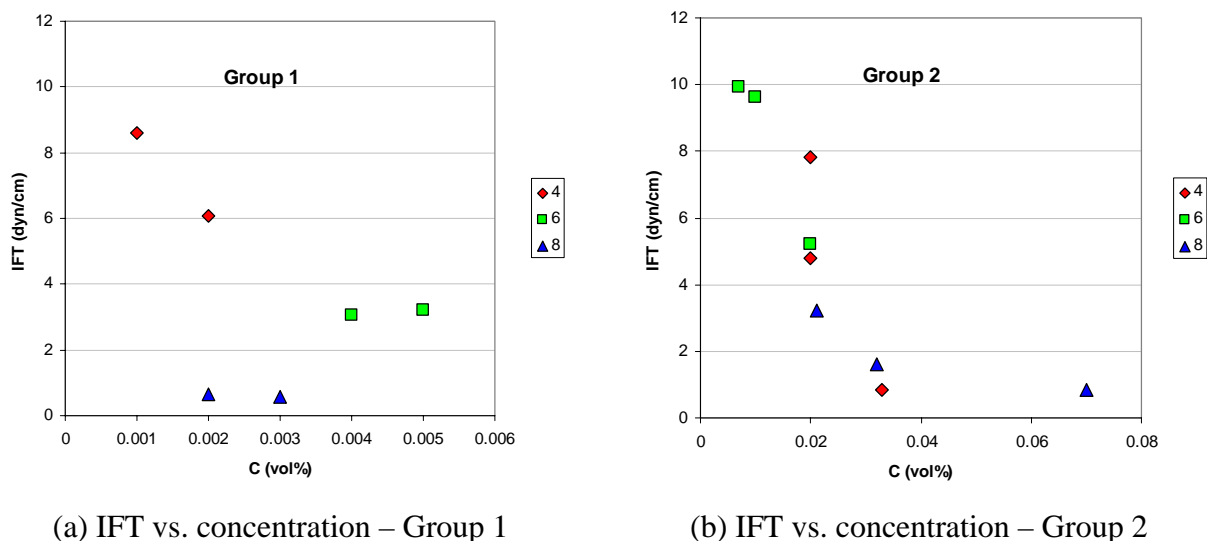 12
10
8
6
4
2
0
Group 1
IFT (dyn/cm)
0 0.001 0.002 0.003 0.004 0.005 0.006
C (vol%)
4
6
8
(a) IFT vs. concentration – Group 1
12
10
8
6
4
2
0
Group 2
IFT (dyn/cm)
0 0.02 0.04 0.06 0.08
C (vol%)
4
6
8
(b) IFT vs. concentration – Group 2